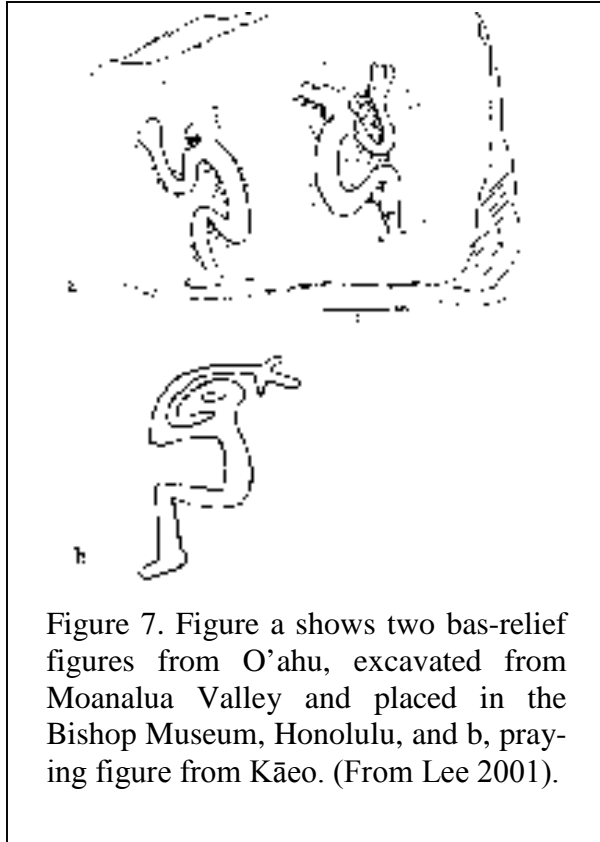 b
Figure 7. Figure a shows two bas-relief
figures from O’ahu, excavated from
Moanalua Valley and placed in the
Bishop Museum, Honolulu, and b, pray-
ing figure from Kāeo. (From Lee 2001).